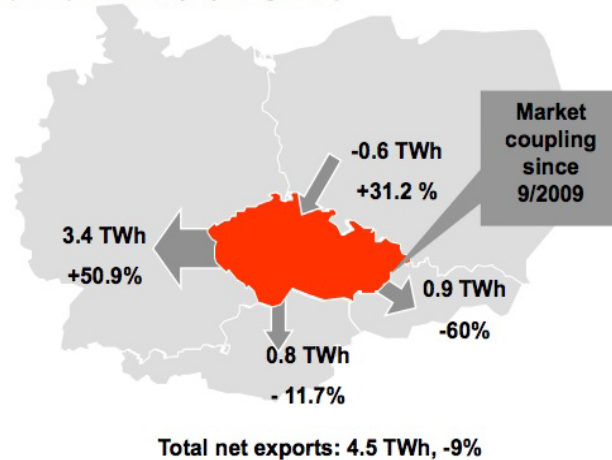 Market
coupling
since
9/2009
-0.6 TWh
+31.2 %
3.4 TWh
+50.9%
0.9 TWh
-60%
0.8 TWh
- 11.7%
Total net exports: 4.5 TWh, -9%